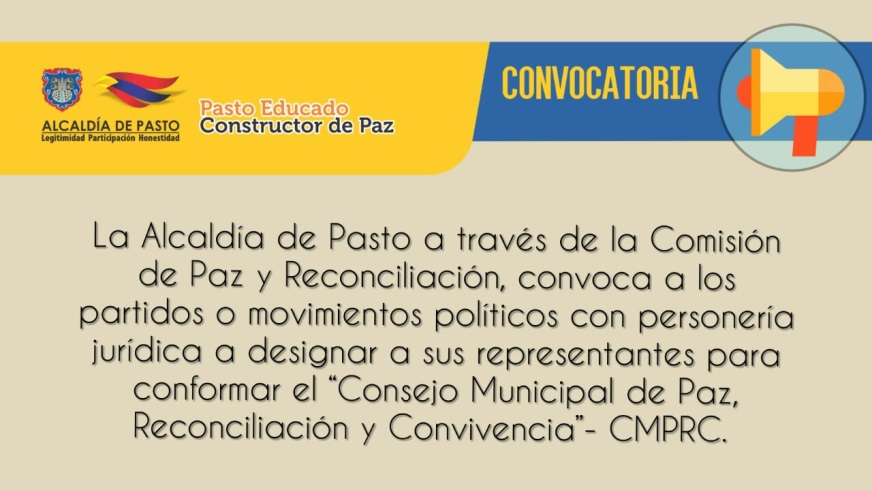 CONVOCATORIA
ALCALDÍA DE PASTO
Legitimidad Participación Honestidad
Pasto Educado
Constructor de Paz
La Alcaldía de Pasto a través de la Comisión
de Paz y Reconciliación, convoca a los
partidos o movimientos políticos con personería
jurídica a designar a sus representantes para
conformar el “Consejo Municipal de Paz,
Reconciliación y Convivencia”- CMPRC.